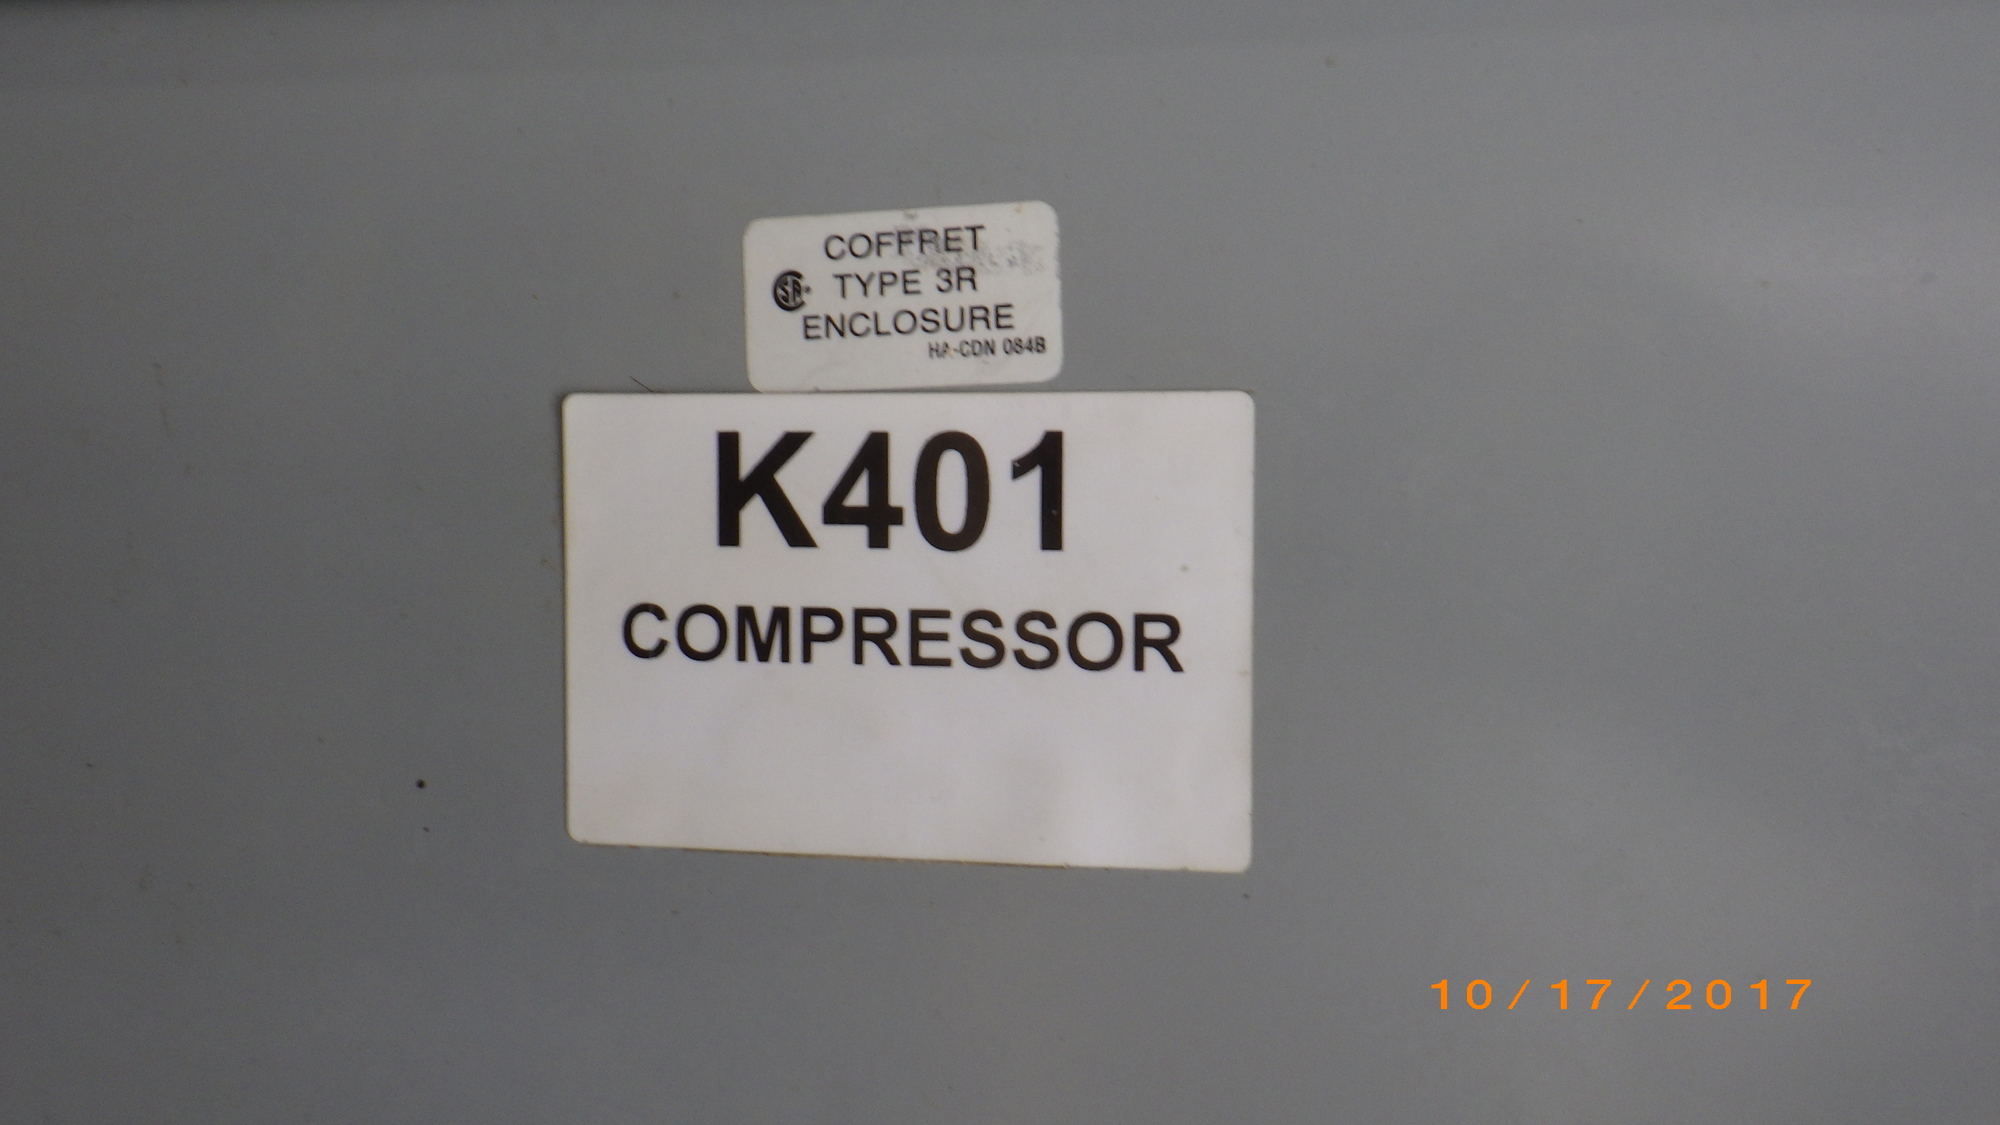 COFFRET
TYPE 3R
ENCLOSURE
HA-CDN 084B
K401
COMPRESSOR
10/17/2017